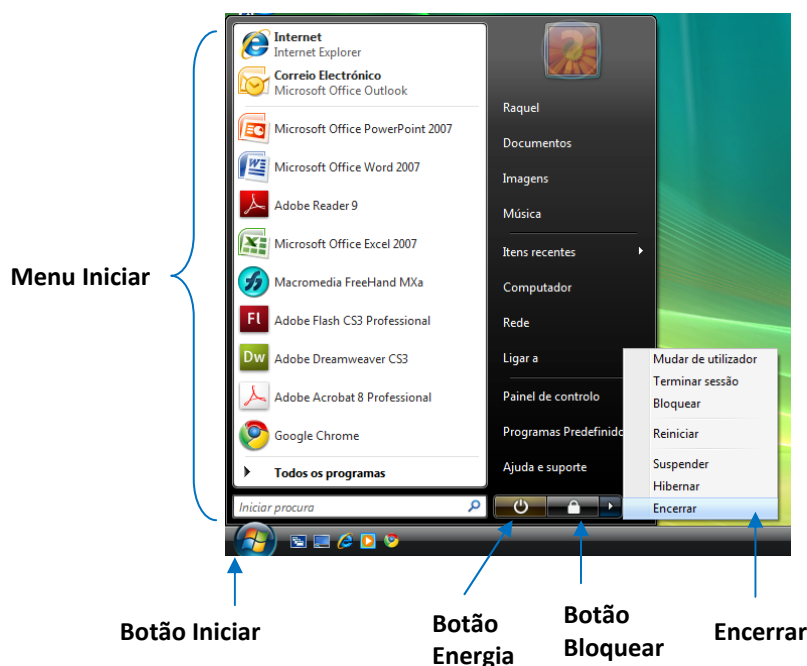 Internet
Internet Explorer
Correio Electrónico
Microsoft Office Outlook
Microsoft Office PowerPoint 2007
Microsoft Office Word 2007
Adobe Reader 9
Microsoft Office Excel 2007
Macromedia FreeHand MXa
Adobe Flash CS3 Professional
Adobe Dreamweaver CS3
Adobe Acrobat 8 Professional
Google Chrome
Todos os programas
Iniciar procura
Raquel
Documentos
Imagens
Música
Itens recentes
Computador
Rede
Ligar a
Painel de controlo
Programas Predefinido
Ajuda e suporte
Mudar de utilizador
Terminar sessão
Bloquear
Reiniciar
Suspender
Hibernar
Encerrar
Menu Iniciar
Botão Iniciar
Botão
Energia
Botão
Bloquear
Encerrar